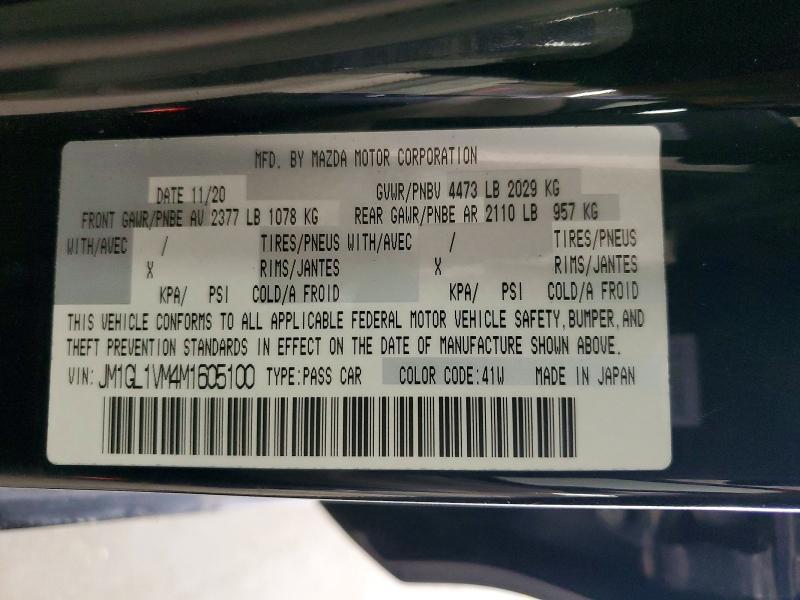 MFD. BY MAZDA MOTOR CORPORATION
DATE 11/20 GVWR/PNBV 4473 LB 2029 KG
FRONT GAWR/PNBE AV 2377 LB 1078 KG REAR GAWR/PNBE AR 2110 LB 957 KG
WITH/AVEC / TIRES/PNEUS WITH/AVEC / TIRES/PNEUS
X RIMS/JANTES X RIMS/JANTES
KPA/ PSI COLD/A FROID KPA/ PSI COLD/A FROID
THIS VEHICLE CONFORMS TO ALL APPLICABLE FEDERAL MOTOR VEHICLE SAFETY, BUMPER, AND
THEFT PREVENTION STANDARDS IN EFFECT ON THE DATE OF MANUFACTURE SHOWN ABOVE.
VIN: JM1GL1VM4M1605100 TYPE:PASS CAR COLOR CODE:41W MADE IN JAPAN